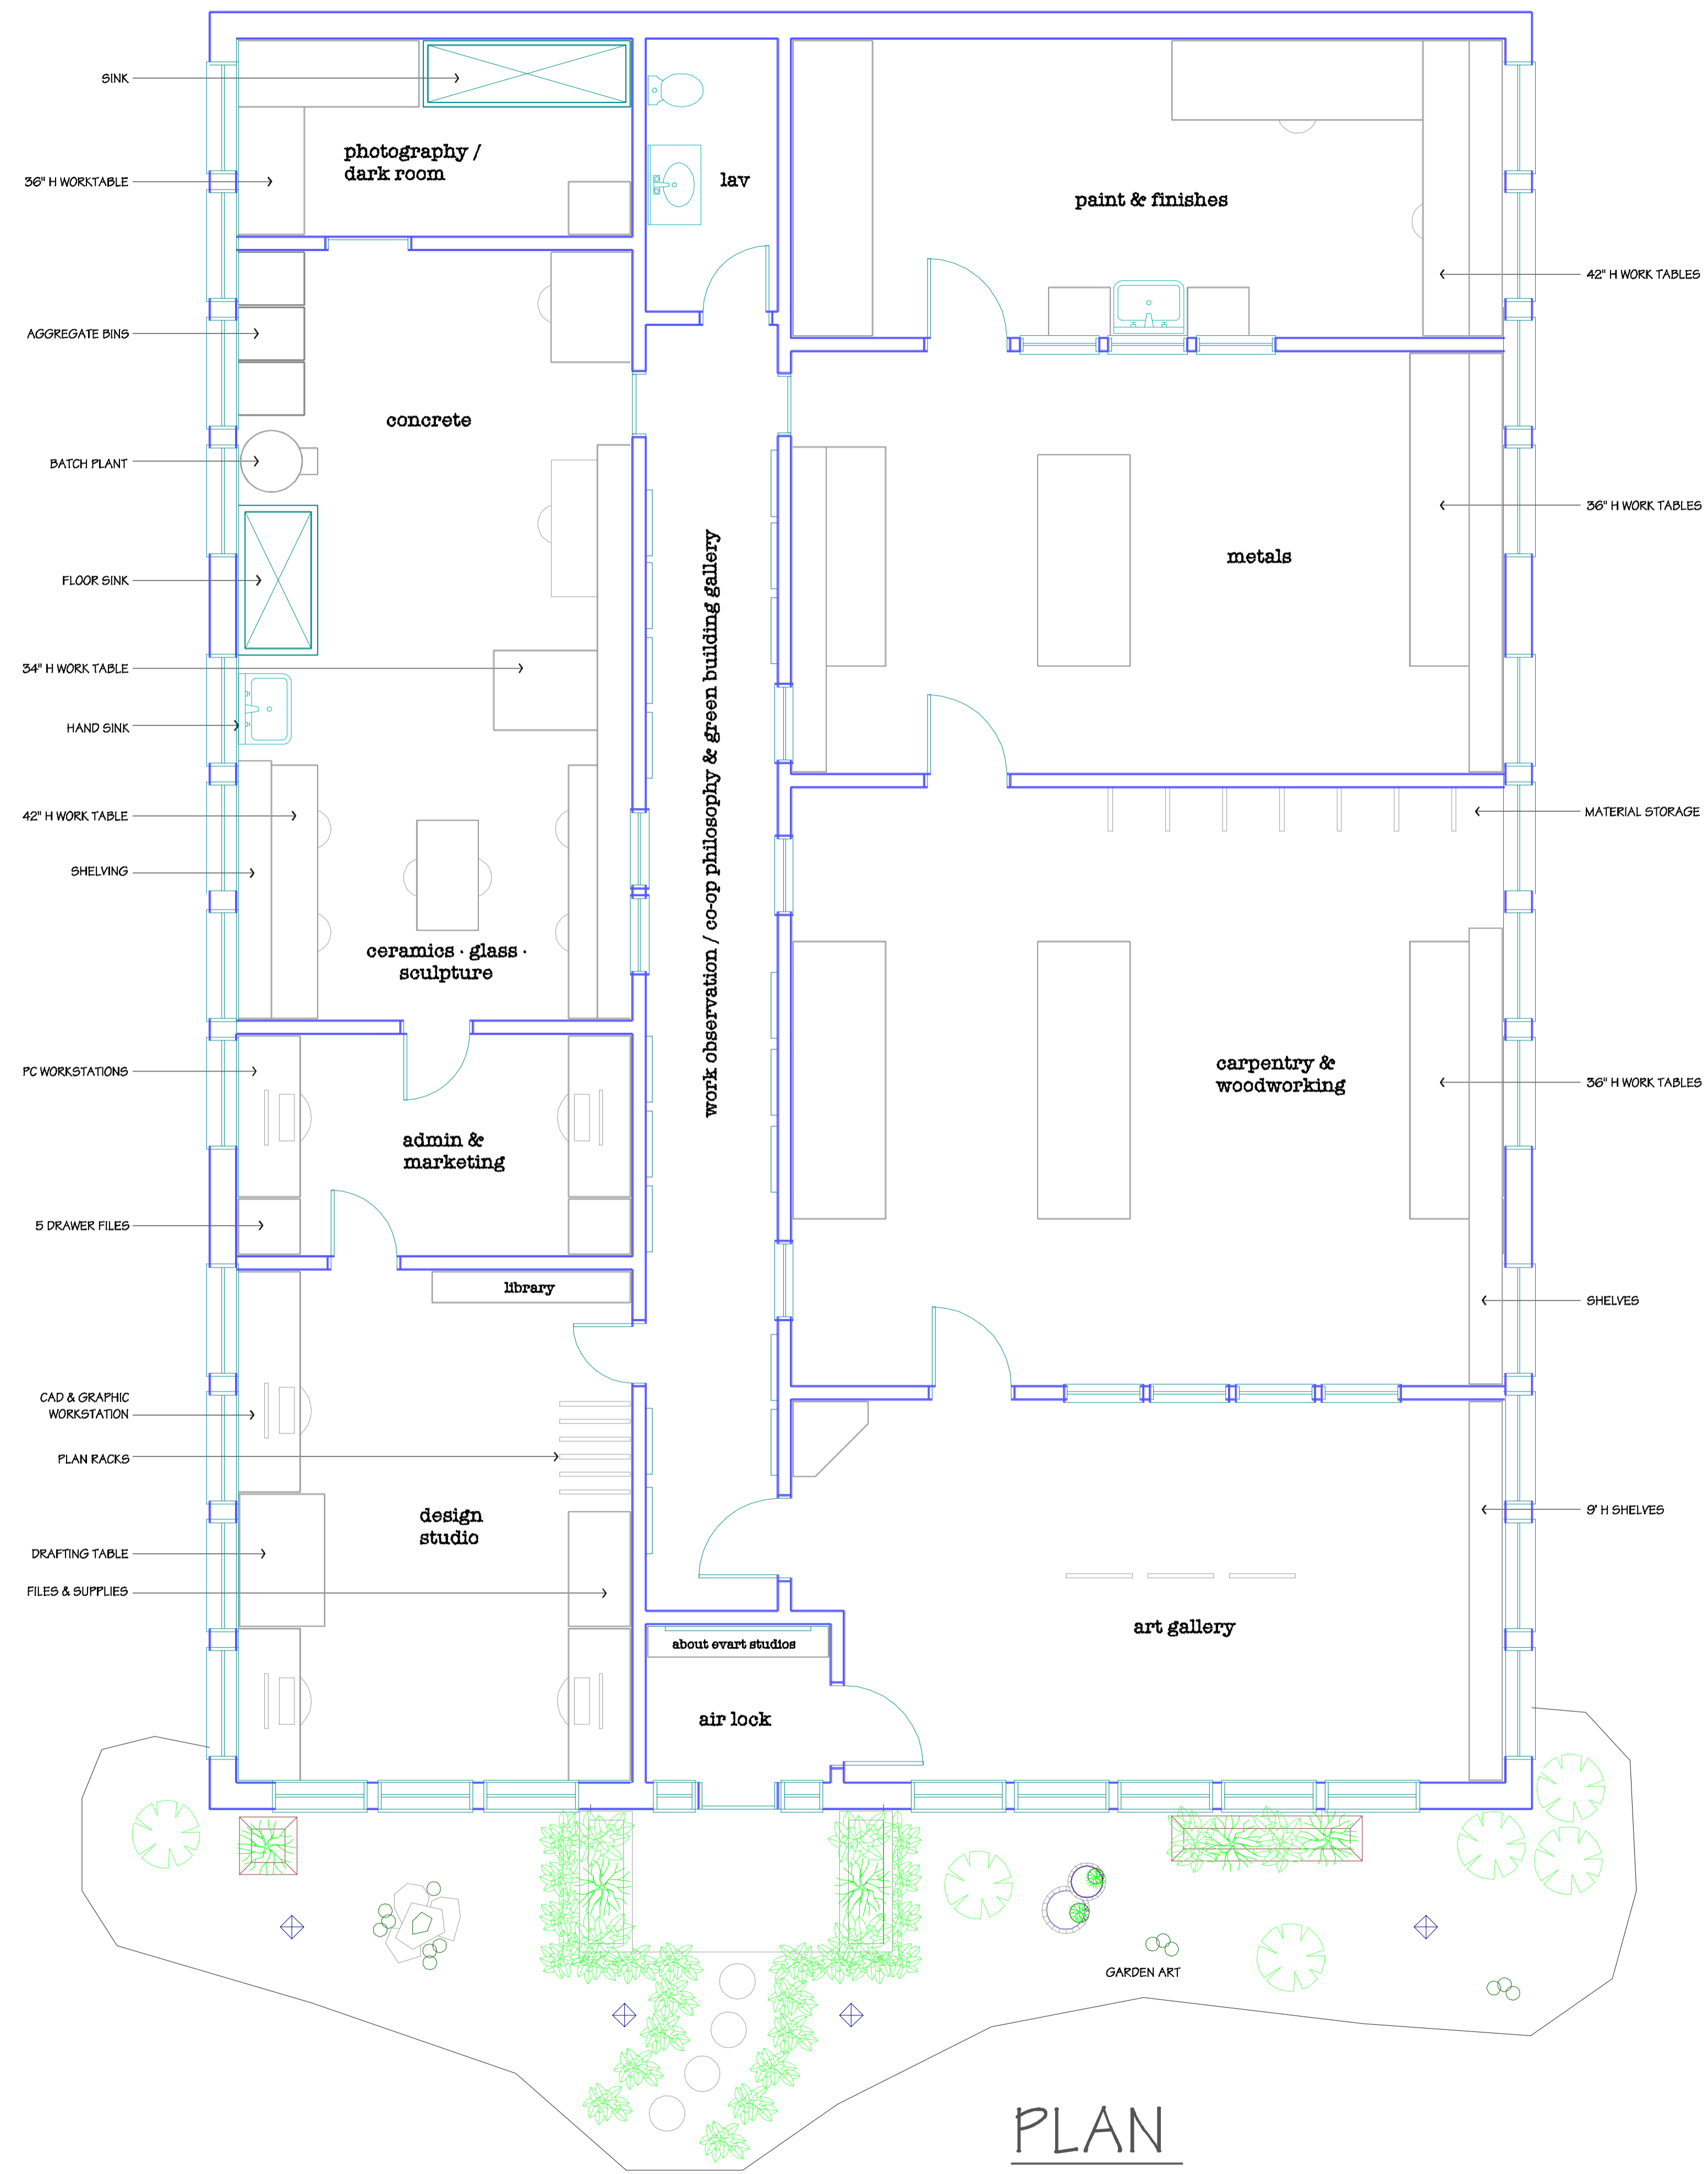 SINK
36" H WORKTABLE
AGGREGATE BINS
BATCH PLANT
FLOOR SINK
34" H WORK TABLE
HAND SINK
42" H WORK TABLE
SHELVING
PC WORKSTATIONS
5 DRAWER FILES
CAD & GRAPHIC
WORKSTATION
PLAN RACKS
DRAFTING TABLE
FILES & SUPPLIES
photography /
dark room
concrete
ceramics · glass ·
sculpture
admin &
marketing
library
design
studio
lav
work observation / co-op philosophy & green building gallery
about evart studios
air lock
paint & finishes
metals
carpentry &
woodworking
art gallery
42" H WORK TABLES
36" H WORK TABLES
MATERIAL STORAGE
36" H WORK TABLES
SHELVES
9' H SHELVES
GARDEN ART
PLAN